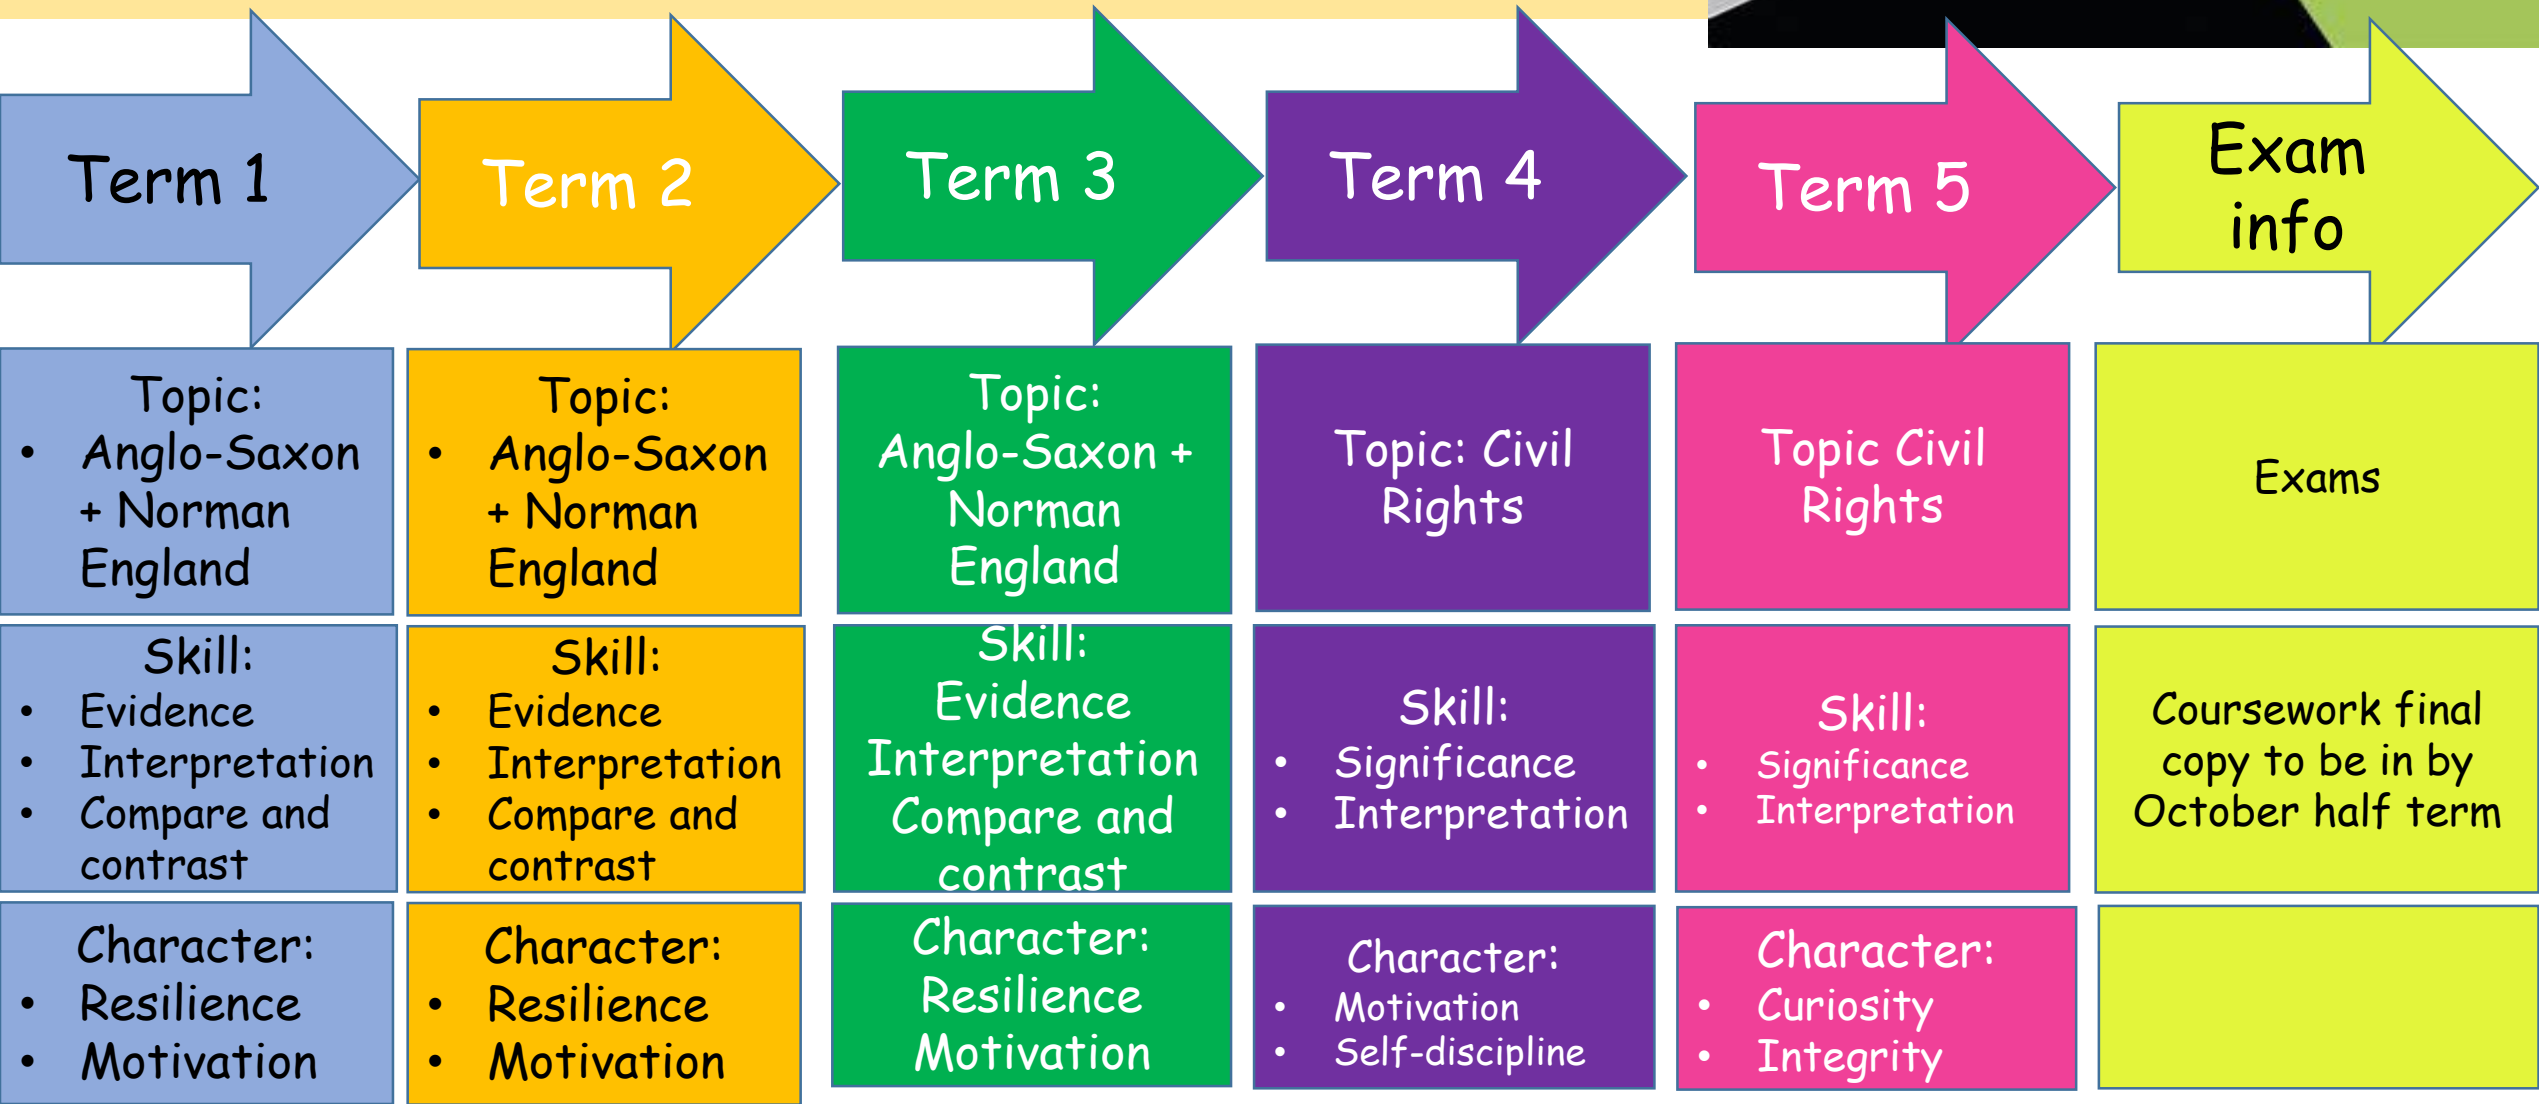 Term 1
Term 2
Term 3
Term 4
Term 5
Exam
info
Topic:
• Anglo-Saxon
+ Norman
England
Topic:
• Anglo-Saxon
+ Norman
England
Topic:
Anglo-Saxon +
Norman
England
Topic: Civil
Rights
Topic Civil
Rights
Exams
Skill:
• Evidence
• Interpretation
• Compare and
contrast
Skill:
• Evidence
• Interpretation
• Compare and
contrast
Skill:
Evidence
Interpretation
Compare and
contrast
Skill:
• Significance
• Interpretation
Skill:
• Significance
• Interpretation
Coursework final
copy to be in by
October half term
Character:
• Resilience
• Motivation
Character:
• Resilience
• Motivation
Character:
Resilience
Motivation
Character:
• Motivation
• Self-discipline
Character:
• Curiosity
• Integrity